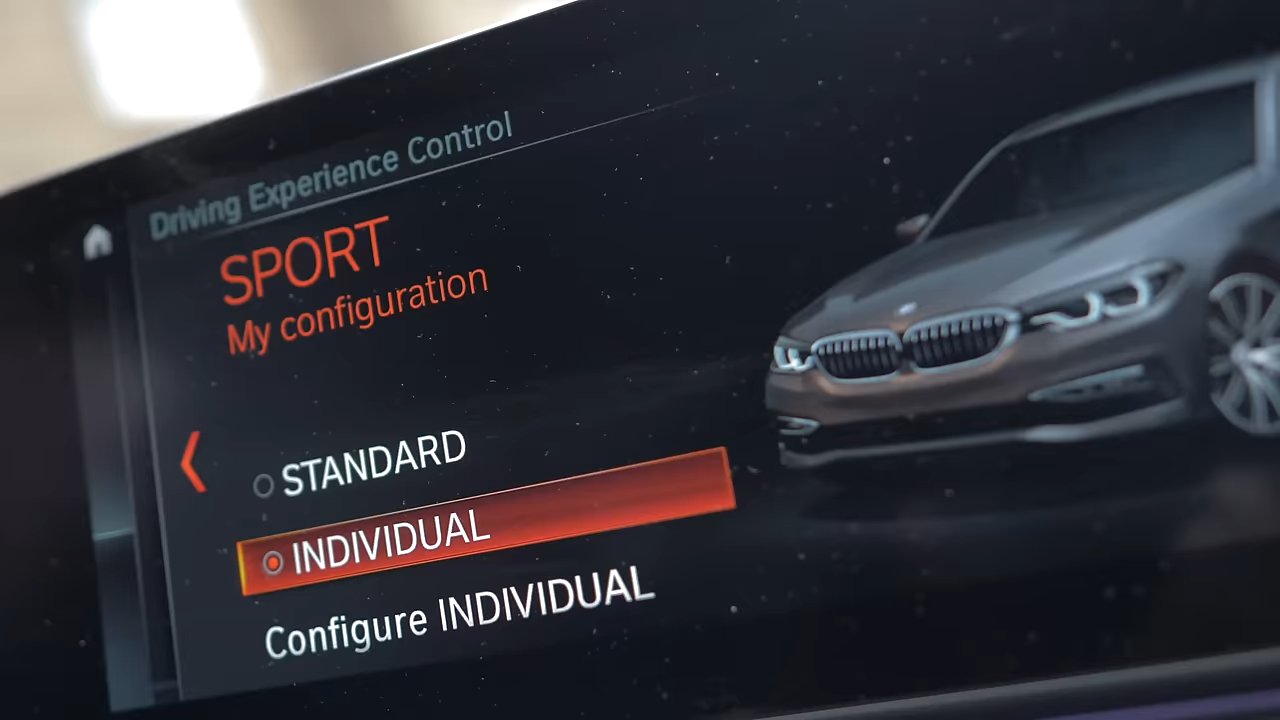 Driving Experience Control
SPORT
My configuration
STANDARD
INDIVIDUAL
Configure INDIVIDUAL